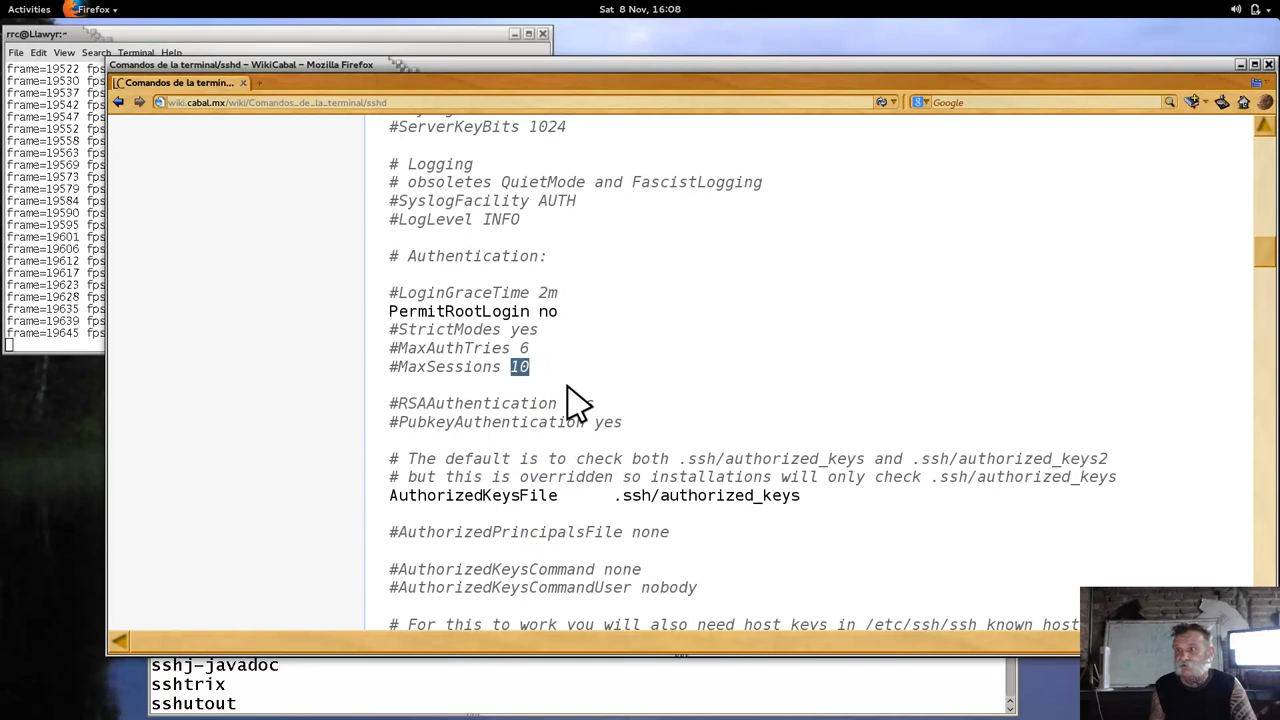 Activities Firefox Sat 8 Nov, 16:08
rrc@Llawyr:~
File Edit View Search Terminal Help
Comandos de la terminal/sshd – WikiCabal – Mozilla Firefox
Comandos de la termin... × +
wiki.cabal.mx/wiki/Comandos_de_la_terminal/sshd Google
frame=19522 fps
frame=19530 fps
frame=19537 fps
frame=19542 fps
frame=19547 fps
frame=19552 fps
frame=19558 fps
frame=19563 fps
frame=19569 fps
frame=19573 fps
frame=19579 fps
frame=19584 fps
frame=19590 fps
frame=19595 fps
frame=19601 fps
frame=19606 fps
frame=19612 fps
frame=19617 fps
frame=19623 fps
frame=19628 fps
frame=19635 fps
frame=19639 fps
frame=19645 fps
#ServerKeyBits 1024
# Logging
# obsoletes QuietMode and FascistLogging
#SyslogFacility AUTH
#LogLevel INFO
# Authentication:
#LoginGraceTime 2m
PermitRootLogin no
#StrictModes yes
#MaxAuthTries 6
#MaxSessions 10
#RSAAuthentication
#PubkeyAuthentication yes
# The default is to check both .ssh/authorized_keys and .ssh/authorized_keys2
# but this is overridden so installations will only check .ssh/authorized_keys
AuthorizedKeysFile .ssh/authorized_keys
#AuthorizedPrincipalsFile none
#AuthorizedKeysCommand none
#AuthorizedKeysCommandUser nobody
# For this to work you will also need host keys in /etc/ssh/ssh_known_host
sshj-javadoc
sshtrix
sshutout